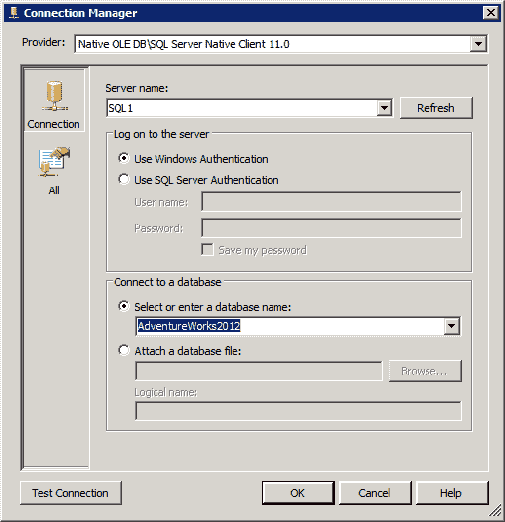 Connection Manager
Provider: Native OLE DB\SQL Server Native Client 11.0
Connection
All
Server name:
SQL1 Refresh
Log on to the server
Use Windows Authentication
Use SQL Server Authentication
User name:
Password:
Save my password
Connect to a database
Select or enter a database name:
AdventureWorks2012
Attach a database file:
Browse...
Logical name:
Test Connection OK Cancel Help